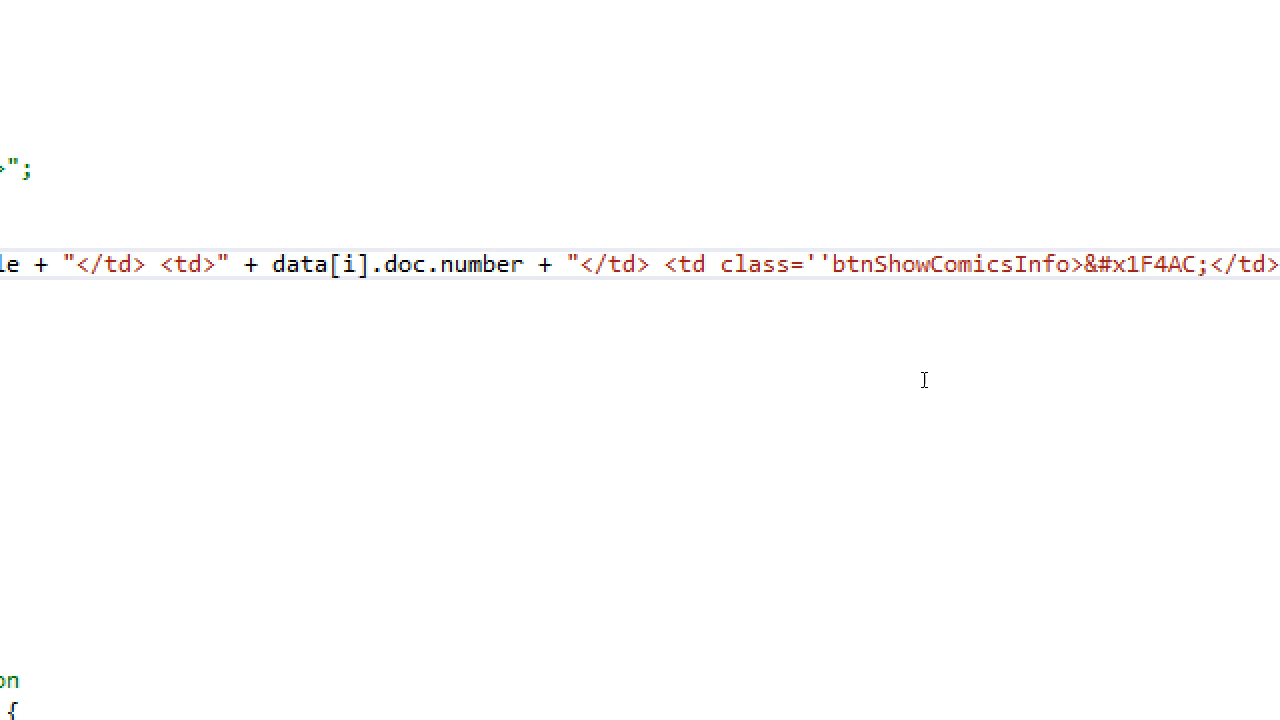 >";
le + "</td> <td>" + data[i].doc.number + "</td> <td class=''btnShowComicsInfo>&#x1F4AC;</td>
on
{